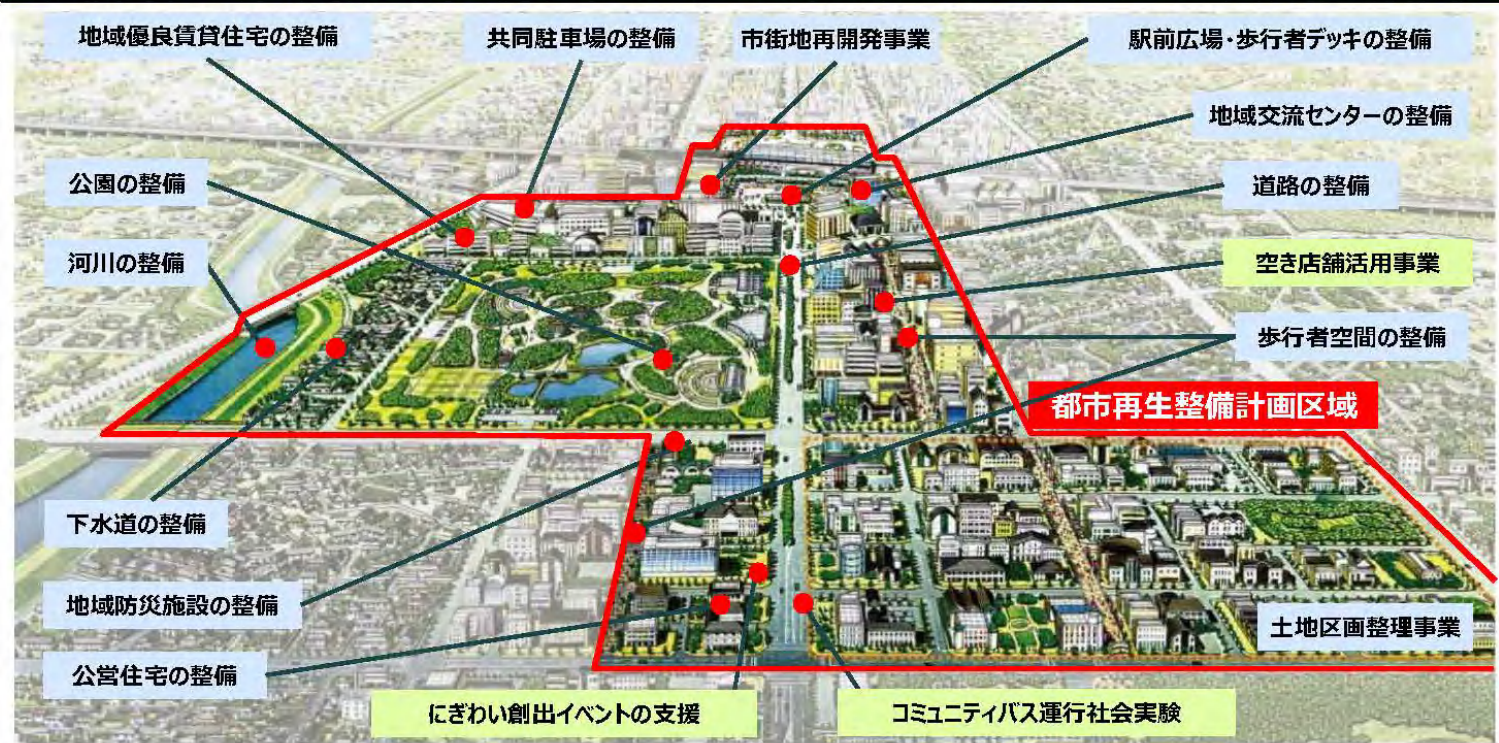 地域優良賃貸住宅の整備
共同駐車場の整備
市街地再開発事業
駅前広場・歩行者デッキの整備
地域交流センターの整備
公園の整備
道路の整備
河川の整備
空き店舗活用事業
歩行者空間の整備
都市再生整備計画区域
下水道の整備
地域防災施設の整備
土地区画整理事業
公営住宅の整備
にぎわい創出イベントの支援
コミュニティバス運行社会実験